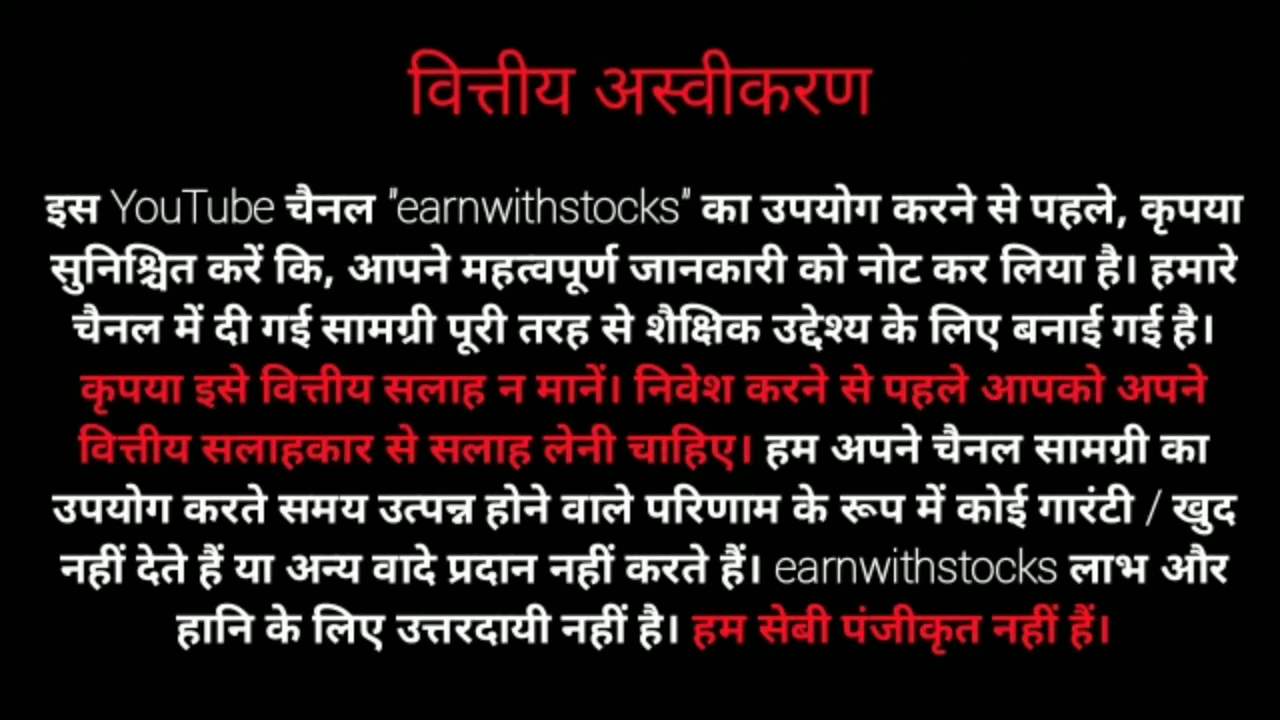 वित्तीय अस्वीकरण
इस YouTube चैनल "earnwithstocks" का उपयोग करने से पहले, कृपया
सुनिश्चित करें कि, आपने महत्वपूर्ण जानकारी को नोट कर लिया है। हमारे
चैनल में दी गई सामग्री पूरी तरह से शैक्षिक उद्देश्य के लिए बनाई गई है।
कृपया इसे वित्तीय सलाह न मानें। निवेश करने से पहले आपको अपने
वित्तीय सलाहकार से सलाह लेनी चाहिए। हम अपने चैनल सामग्री का
उपयोग करते समय उत्पन्न होने वाले परिणाम के रूप में कोई गारंटी / खुद
नहीं देते हैं या अन्य वादे प्रदान नहीं करते हैं। earnwithstocks लाभ और
हानि के लिए उत्तरदायी नहीं है। हम सेबी पंजीकृत नहीं हैं।